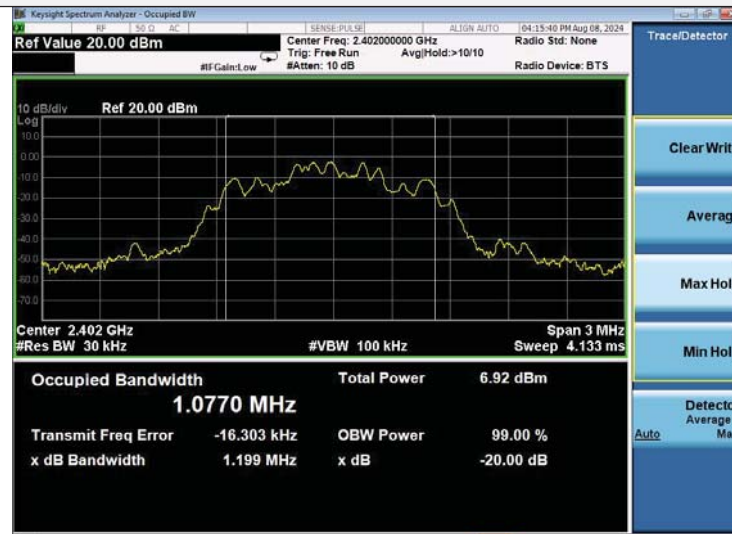 Keysight Spectrum Analyzer - Occupied BW
RF 50 Ω AC SENSE:PULSE ALIGN AUTO 04:15:40 PM Aug 08, 2024
Ref Value 20.00 dBm
Center Freq: 2.402000000 GHz
Radio Std: None
Trig: Free Run Avg|Hold:>10/10
#IFGain:Low #Atten: 10 dB Radio Device: BTS
10 dB/div Ref 20.00 dBm
Log
10.0
0.00
-10.0
-20.0
-30.0
-40.0
-50.0
-60.0
-70.0
Center 2.402 GHz Span 3 MHz
#Res BW 30 kHz #VBW 100 kHz Sweep 4.133 ms
Occupied Bandwidth Total Power 6.92 dBm
1.0770 MHz
Transmit Freq Error -16.303 kHz OBW Power 99.00 %
x dB Bandwidth 1.199 MHz x dB -20.00 dB
Trace/Detector
Clear Writ
Averag
Max Hol
Min Hol
Detecto
Average
Auto Ma